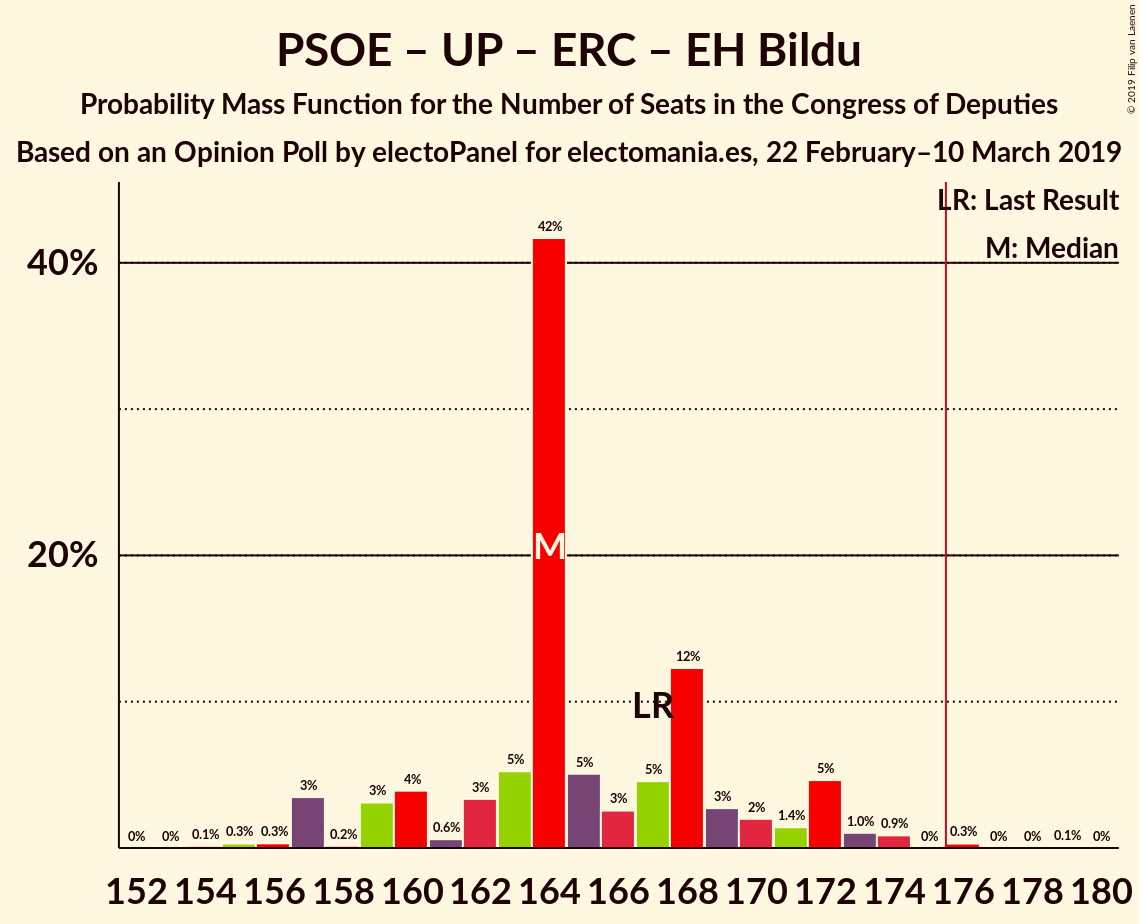 PSOE – UP – ERC – EH Bildu
Probability Mass Function for the Number of Seats in the Congress of Deputies
Based on an Opinion Poll by electoPanel for electomania.es, 22 February–10 March 2019
© 2019 Filip van Laenen
LR: Last Result
M: Median
40%
20%
0% 0% 0.1% 0.3% 0.3% 3% 0.2% 3% 4% 0.6% 3% 5% 42% 5% 3% 5% 12% 3% 2% 1.4% 5% 1.0% 0.9% 0% 0.3% 0% 0% 0.1% 0%
M
LR
152 154 156 158 160 162 164 166 168 170 172 174 176 178 180